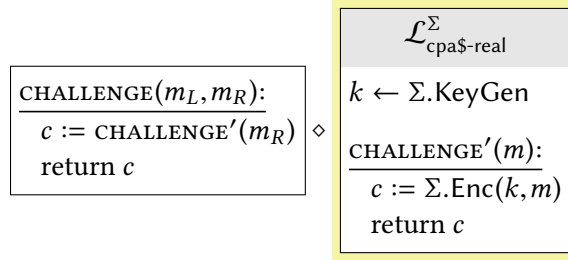 CHALLENGE(m_L, m_R):
c := CHALLENGE′(m_R)
return c
⋄
𝓛^Σ_cpa$-real
k ← Σ.KeyGen
CHALLENGE′(m):
c := Σ.Enc(k, m)
return c